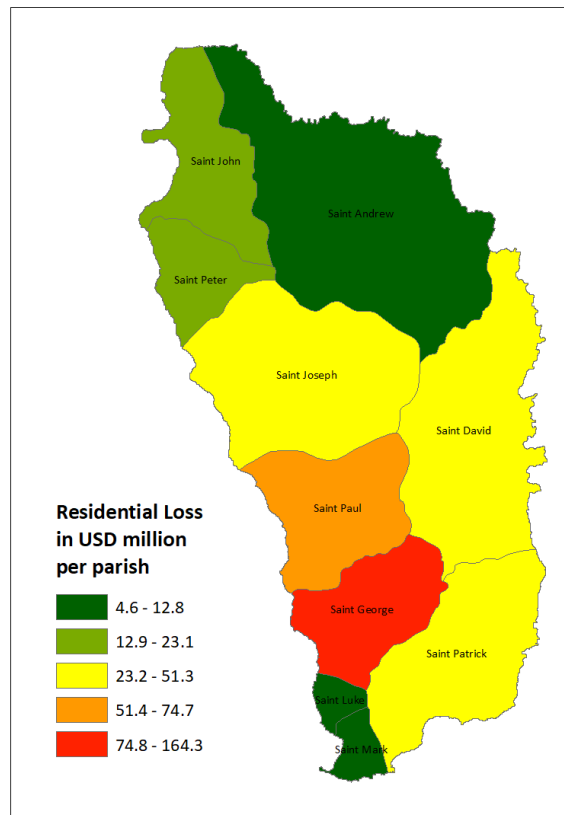 Saint John
Saint Andrew
Saint Peter
Saint Joseph
Saint David
Saint Paul
Saint George
Saint Patrick
Saint Luke
Saint Mark
Residential Loss
in USD million
per parish
4.6 - 12.8
12.9 - 23.1
23.2 - 51.3
51.4 - 74.7
74.8 - 164.3